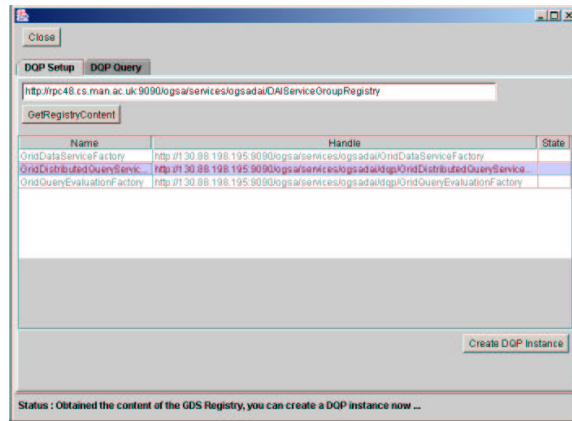 Close
DQP Setup DQP Query
http://rpc48.cs.man.ac.uk:9090/ogsa/services/ogsadai/DAIServiceGroupRegistry
GetRegistryContent
Name Handle State
GridDataServiceFactory http://130.88.198.195:9090/ogsa/services/ogsadai/GridDataServiceFactory
GridDistributedQueryServic... http://130.88.198.195:9090/ogsa/services/ogsadai/dqp/GridDistributedQueryService...
GridQueryEvaluationFactory http://130.88.198.195:9090/ogsa/services/ogsadai/dqp/GridQueryEvaluationFactory
Create DQP Instance
Status : Obtained the content of the GDS Registry, you can create a DQP instance now ...